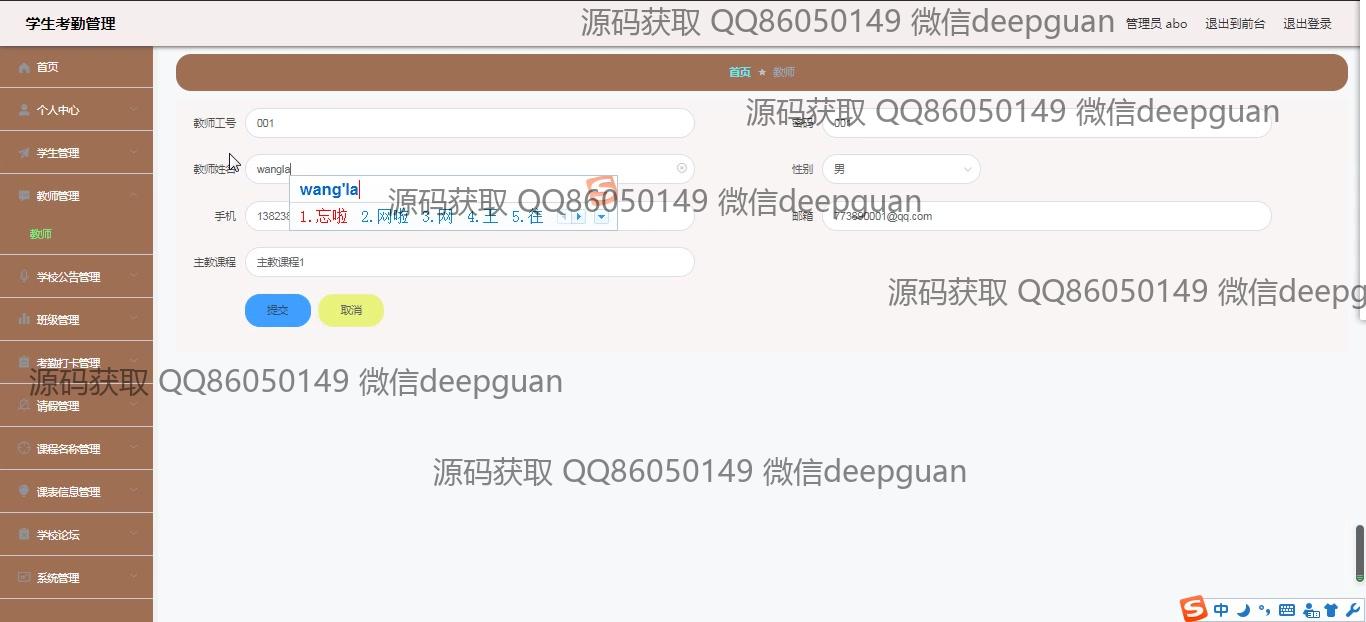 学生考勤管理
源码获取 QQ86050149 微信deepguan
管理员 abo 退出到前台 退出登录
首页
个人中心
学生管理
教师管理
教师
学校公告管理
班级管理
考勤打卡管理
请假管理
课程名称管理
课表信息管理
学校论坛
系统管理
首页 ★ 教师
源码获取 QQ86050149 微信deepguan
教师工号 001
密码 001
教师姓名 wangla
性别 男
wang'la
1.忘啦 2.网啦 3.网 4.王 5.往
源码获取 QQ86050149 微信deepguan
手机 138238
邮箱 773890001@qq.com
主教课程 主教课程1
源码获取 QQ86050149 微信deepg
提交 取消
源码获取 QQ86050149 微信deepguan
源码获取 QQ86050149 微信deepguan
中